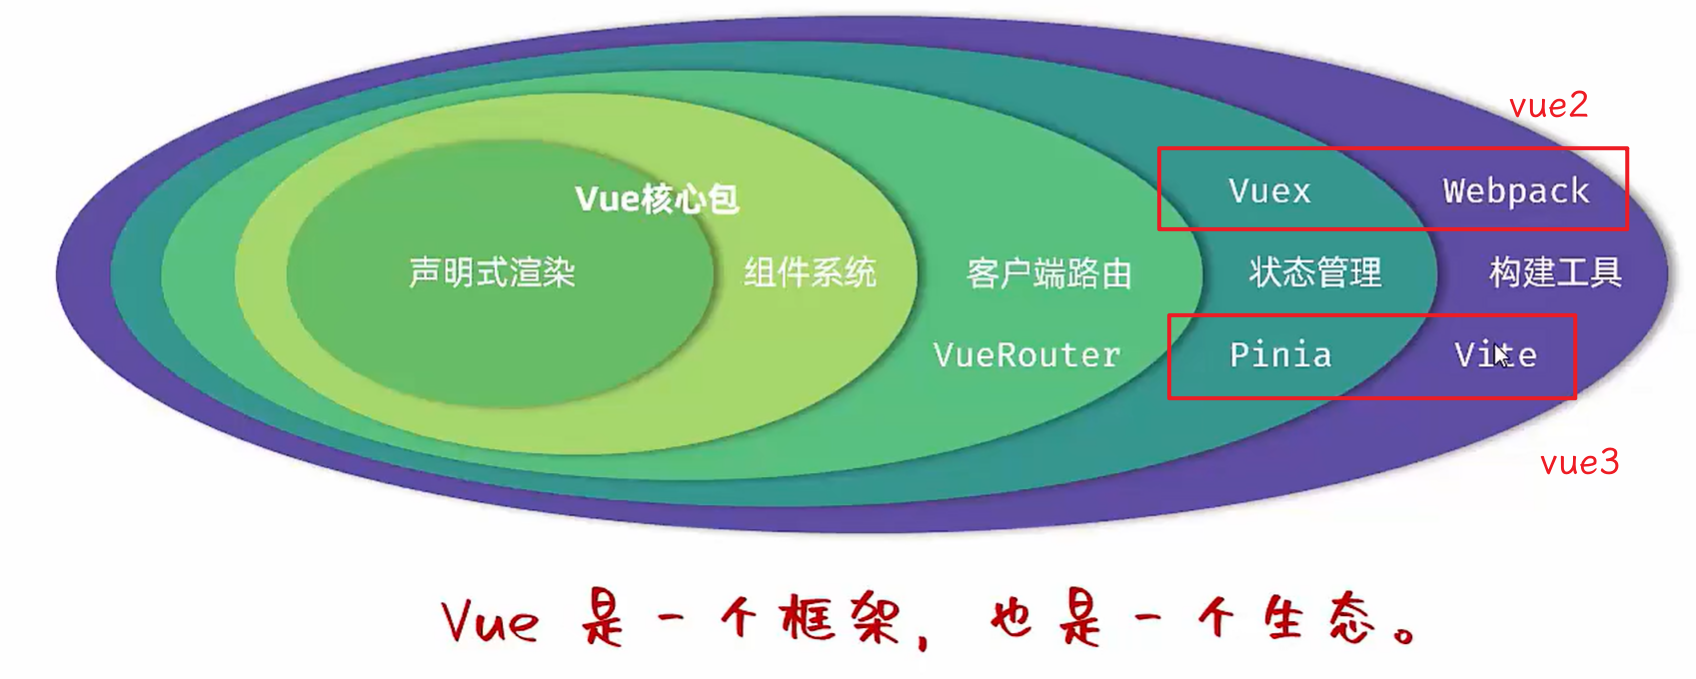 vue2
Vue核心包
Vuex
Webpack
声明式渲染
组件系统
客户端路由
状态管理
构建工具
VueRouter
Pinia
Vite
vue3
Vue 是一个框架, 也是一个生态。